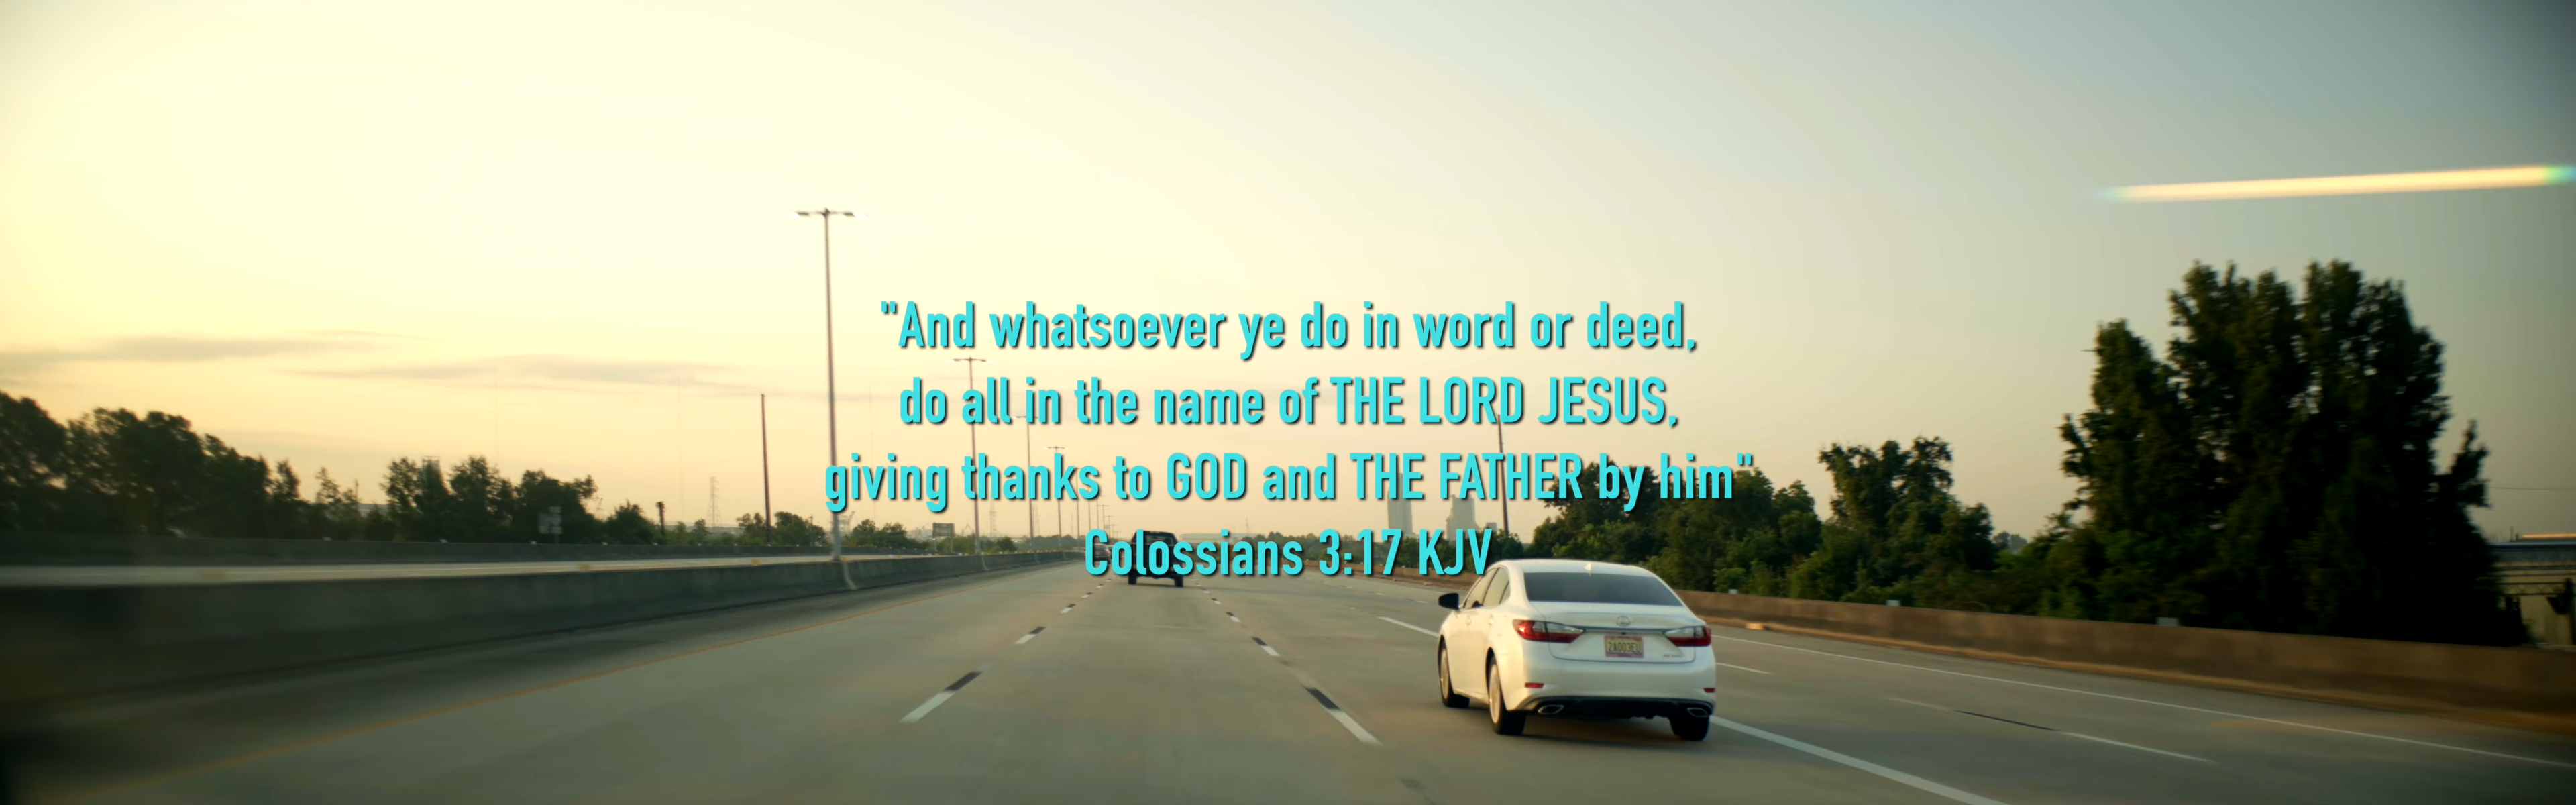 "And whatsoever ye do in word or deed,
do all in the name of THE LORD JESUS,
giving thanks to GOD and THE FATHER by him"
Colossians 3:17 KJV